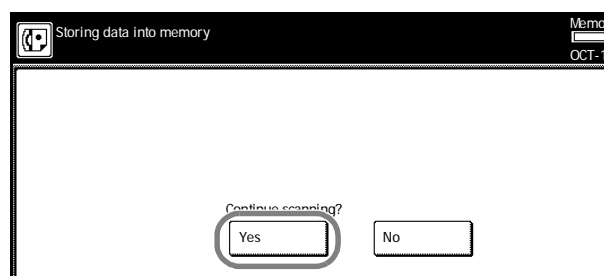 Storing data into memory
Memo
OCT-1
Continue scanning?
Yes
No